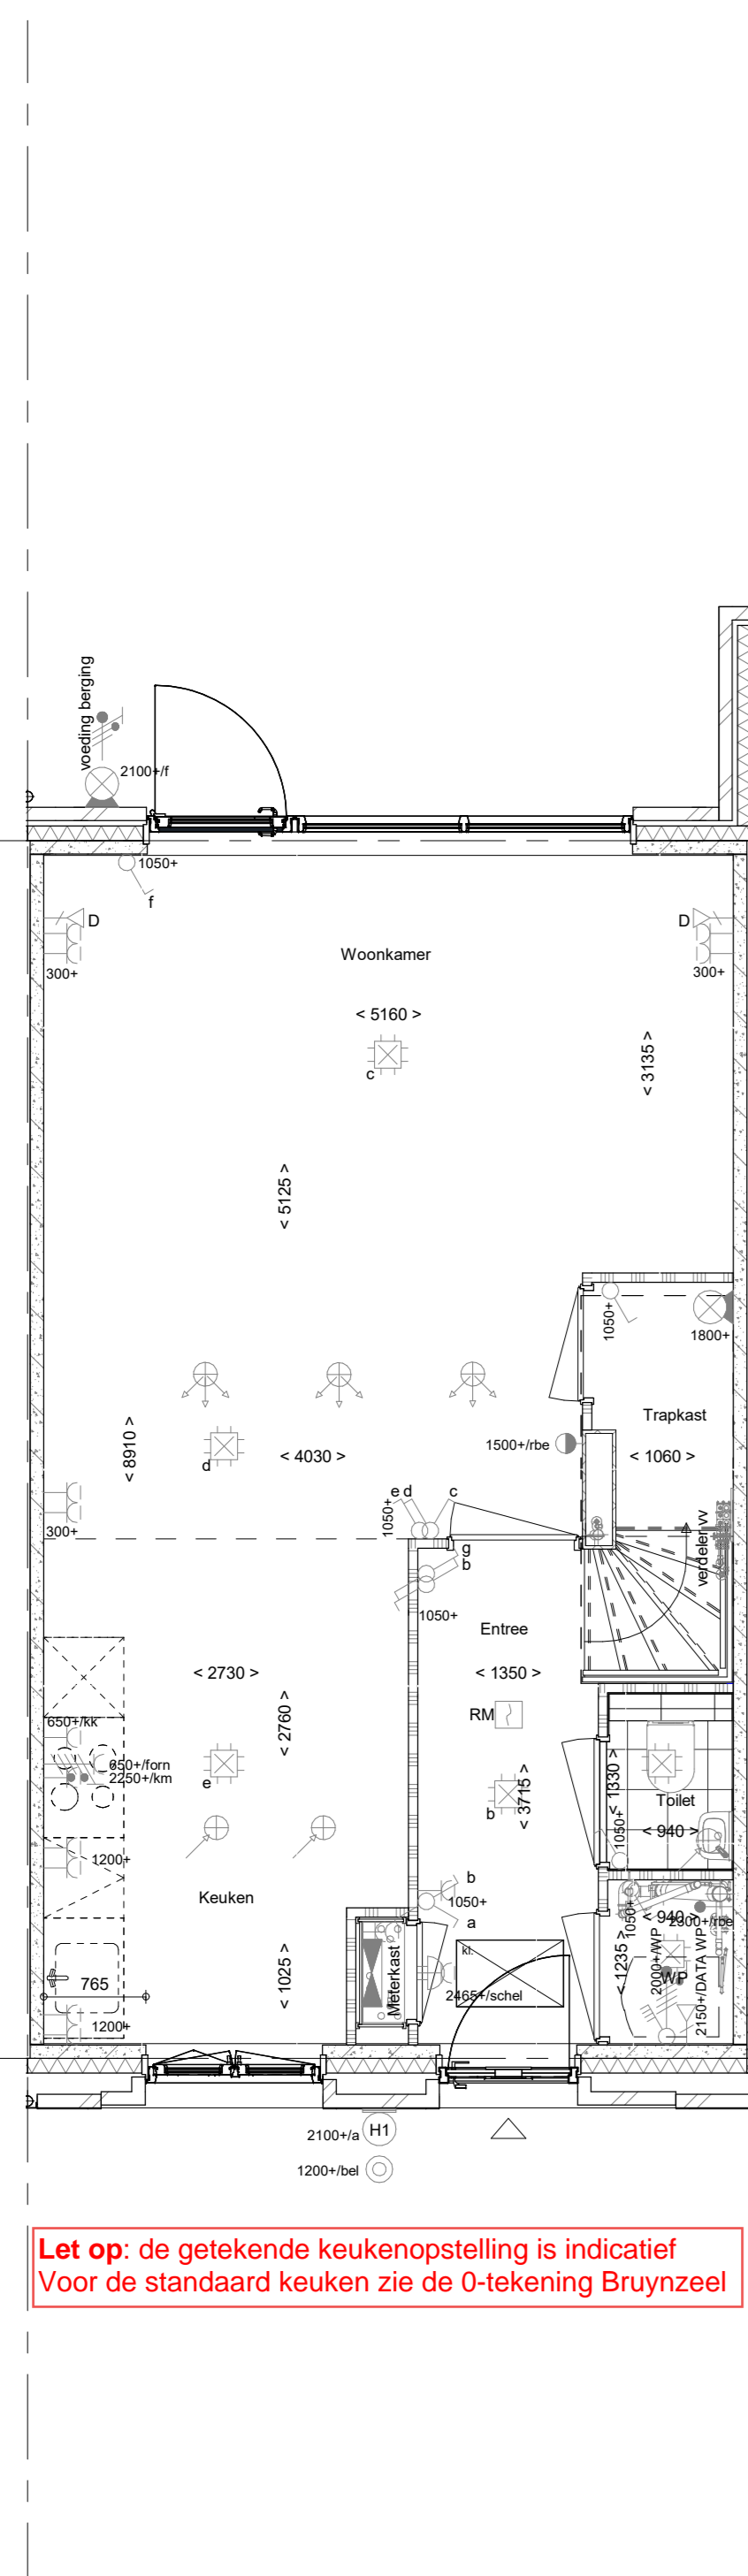 voeding berging
2100+/f
1050+
f
D
D
300+
300+
Woonkamer
< 5160 >
c
< 3135 >
< 5125 >
1050+
1800+
Trapkast
< 8910 >
d
< 4030 >
1500+/rbe
< 1060 >
300+
1050+
e d
c
verdeler vv
g
b
1050+
Entree
< 2730 >
< 1350 >
< 2760 >
RM
650+/kk
650+/forn
2250+/km
e
b
< 3715 >
< 1330 >
Toilet
1050+
< 940 >
1200+
Keuken
b
1050+
a
1050+
< 940 >
2300+/rbe
Meterkast
kl.
< 1235 >
2000+/WP
WP
2150+/DATA WP
765
< 1025 >
2465+/schel
1200+
2100+/a
H1
1200+/bel
Let op: de getekende keukenopstelling is indicatief
Voor de standaard keuken zie de 0-tekening Bruynzeel